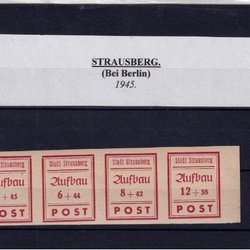 STRAUSBERG.
(Bei Berlin)
1945.
Stadt Strausberg
Stadt Strausberg
Stadt Strausberg
Aufbau
Aufbau
Aufbau
+ 45
6 + 44
8 + 42
12 + 38
POST
POST
POST